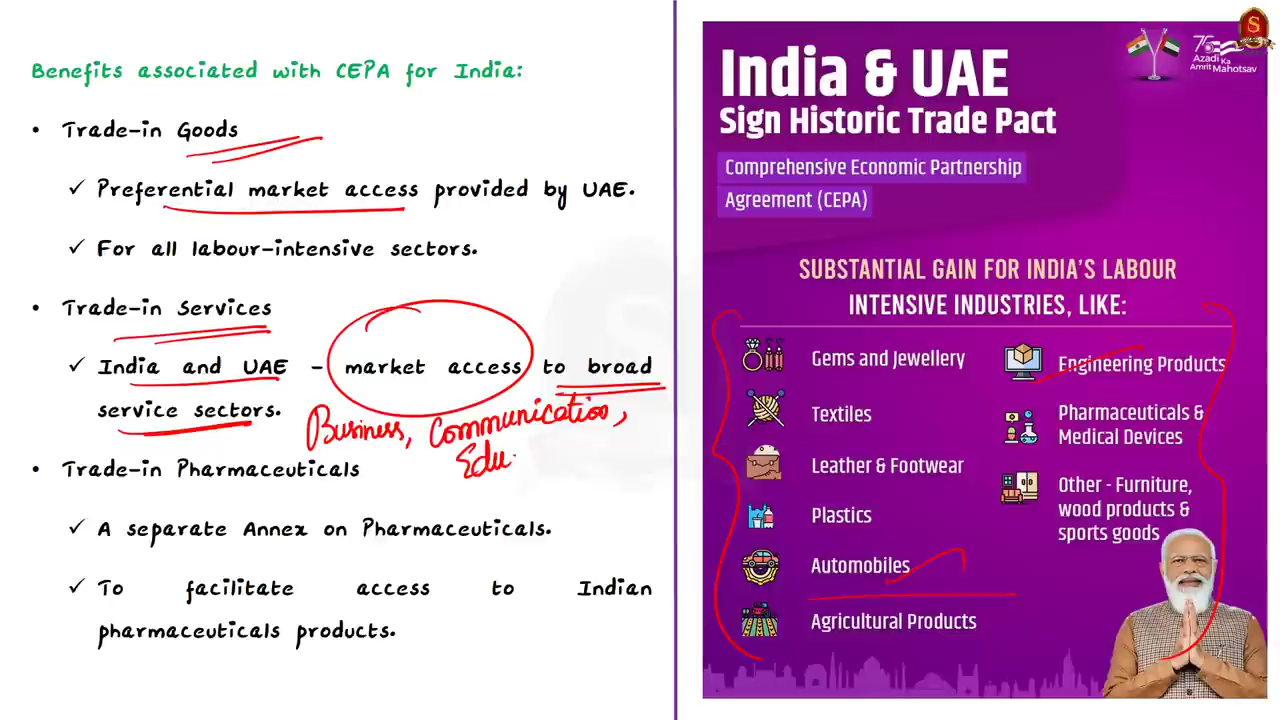 Benefits associated with CEPA for India:
• Trade-in Goods
✓ Preferential market access provided by UAE.
✓ For all labour-intensive sectors.
• Trade-in Services
✓ India and UAE – market access to broad
service sectors.
Business, Communication,
Edu.
• Trade-in Pharmaceuticals
✓ A separate Annex on Pharmaceuticals.
✓ To facilitate access to Indian
pharmaceuticals products.
India & UAE
Sign Historic Trade Pact
Comprehensive Economic Partnership
Agreement (CEPA)
75
Azadi Ka
Amrit Mahotsav
S
SUBSTANTIAL GAIN FOR INDIA'S LABOUR
INTENSIVE INDUSTRIES, LIKE:
Gems and Jewellery
Textiles
Leather & Footwear
Plastics
Automobiles
Agricultural Products
Engineering Products
Pharmaceuticals &
Medical Devices
Other - Furniture,
wood products &
sports goods